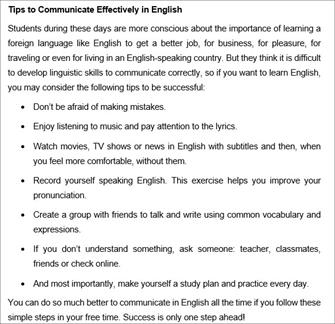 Tips to Communicate Effectively in English
Students during these days are more conscious about the importance of learning a
foreign language like English to get a better job, for business, for pleasure, for
traveling or even for living in an English-speaking country. But they think it is difficult
to develop linguistic skills to communicate correctly, so if you want to learn English,
you may consider the following tips to be successful:
• Don't be afraid of making mistakes.
• Enjoy listening to music and pay attention to the lyrics.
• Watch movies, TV shows or news in English with subtitles and then, when
you feel more comfortable, without them.
• Record yourself speaking English. This exercise helps you improve your
pronunciation.
• Create a group with friends to talk and write using common vocabulary and
expressions.
• If you don't understand something, ask someone: teacher, classmates,
friends or check online.
• And most importantly, make yourself a study plan and practice every day.
You can do so much better to communicate in English all the time if you follow these
simple steps in your free time. Success is only one step ahead!